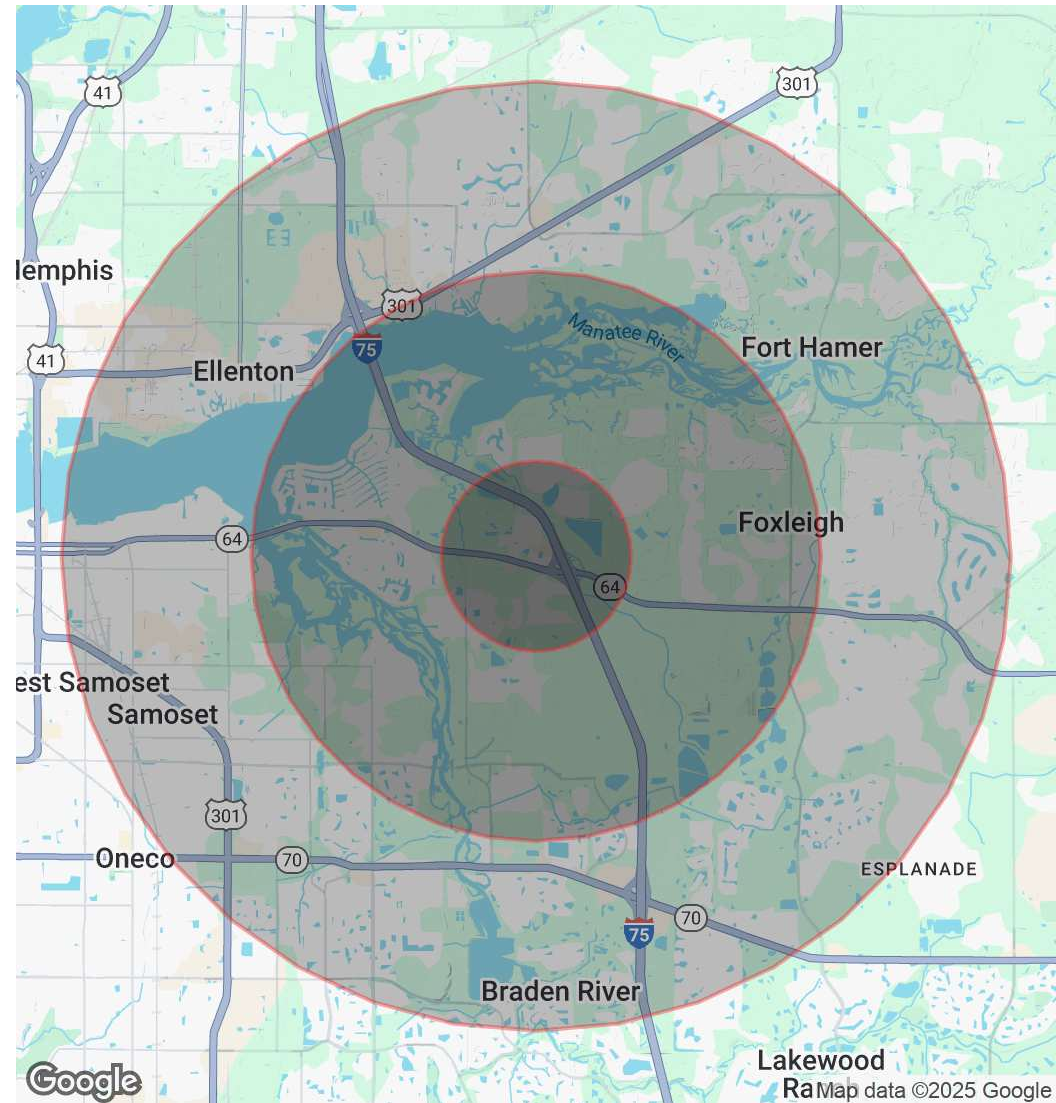 41
301
lemphis
301
Manatee River
75
Fort Hamer
41
Ellenton
Foxleigh
64
64
est Samoset
Samoset
301
Oneco
70
ESPLANADE
70
75
Braden River
Lakewood
Ra
Google
Map data ©2025 Google